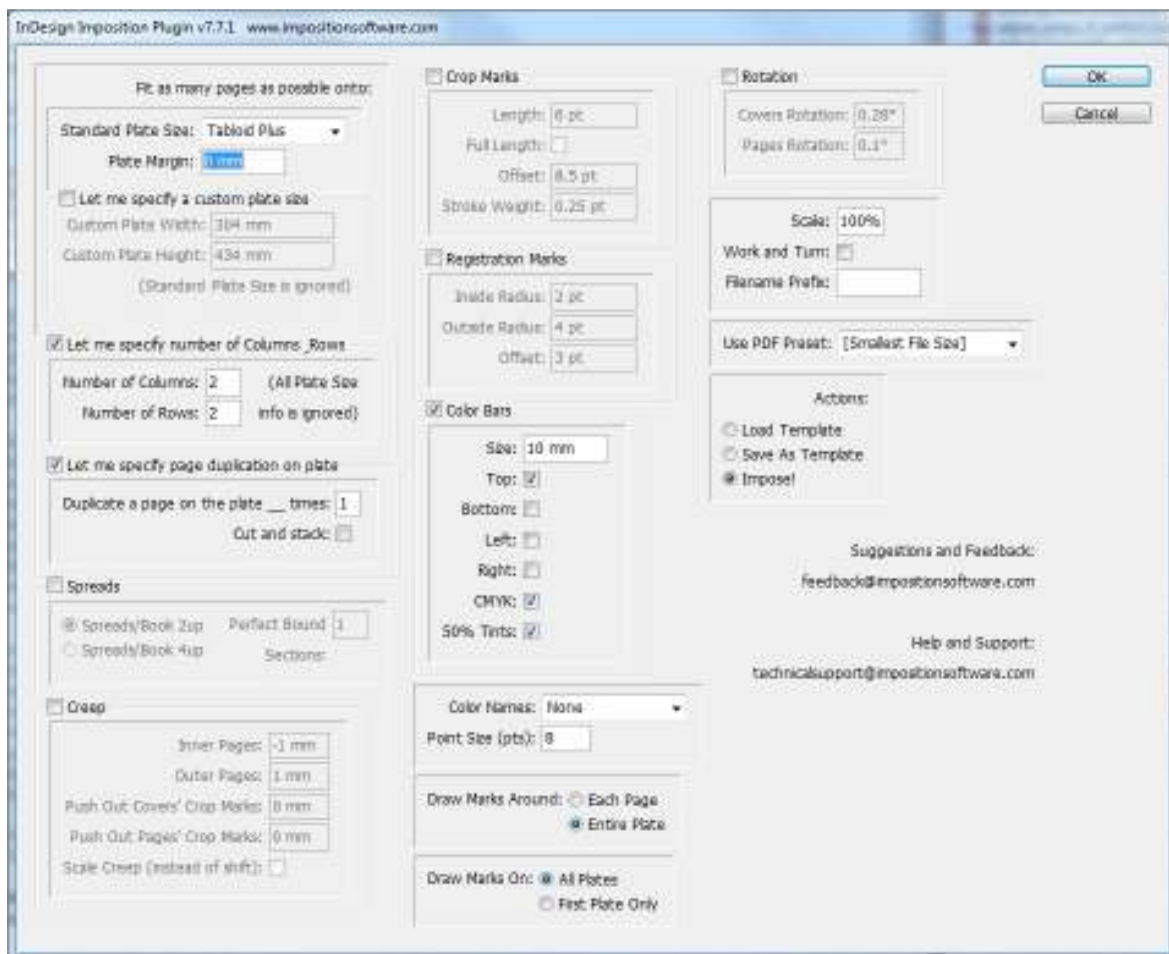 InDesign Imposition Plugin v7.7.1 www.impositionsoftware.com
Fit as many pages as possible onto:
Standard Plate Size: Tabloid Plus
Plate Margin: 0 mm
Let me specify a custom plate size
Custom Plate Width: 304 mm
Custom Plate Height: 434 mm
(Standard Plate Size is ignored)
Let me specify number of Columns _Rows
Number of Columns: 2 (All Plate Size
Number of Rows: 2 info is ignored)
Let me specify page duplication on plate
Duplicate a page on the plate __ times: 1
Cut and stack:
Spreads
Spreads/Book 2up Perfect Bound 1
Spreads/Book 4up Sections:
Creep
Inner Pages: -1 mm
Outer Pages: 1 mm
Push Out Covers' Crop Marks: 0 mm
Push Out Pages' Crop Marks: 0 mm
Scale Creep (instead of shift):
Crop Marks
Length: 6 pt
Full Length:
Offset: 8.5 pt
Stroke Weight: 0.25 pt
Registration Marks
Inside Radius: 2 pt
Outside Radius: 4 pt
Offset: 3 pt
Color Bars
Size: 10 mm
Top:
Bottom:
Left:
Right:
CMYK:
50% Tints:
Color Names: None
Point Size (pts): 8
Draw Marks Around: Each Page
Entire Plate
Draw Marks On: All Plates
First Plate Only
Rotation
Covers Rotation: 0.28°
Pages Rotation: 0.1°
Scale: 100%
Work and Turn:
Filename Prefix:
Use PDF Preset: [Smallest File Size]
Actions:
Load Template
Save As Template
Impose!
Suggestions and Feedback:
feedback@impositionsoftware.com
Help and Support:
technicalsupport@impositionsoftware.com
OK
Cancel